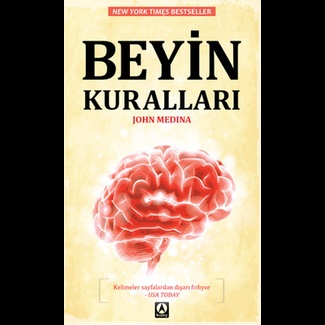 NEW YORK TIMES BESTSELLER
BEYİN
KURALLARI
JOHN MEDINA
Kelimeler sayfalardan dışarı fırlıyor
- USA TODAY